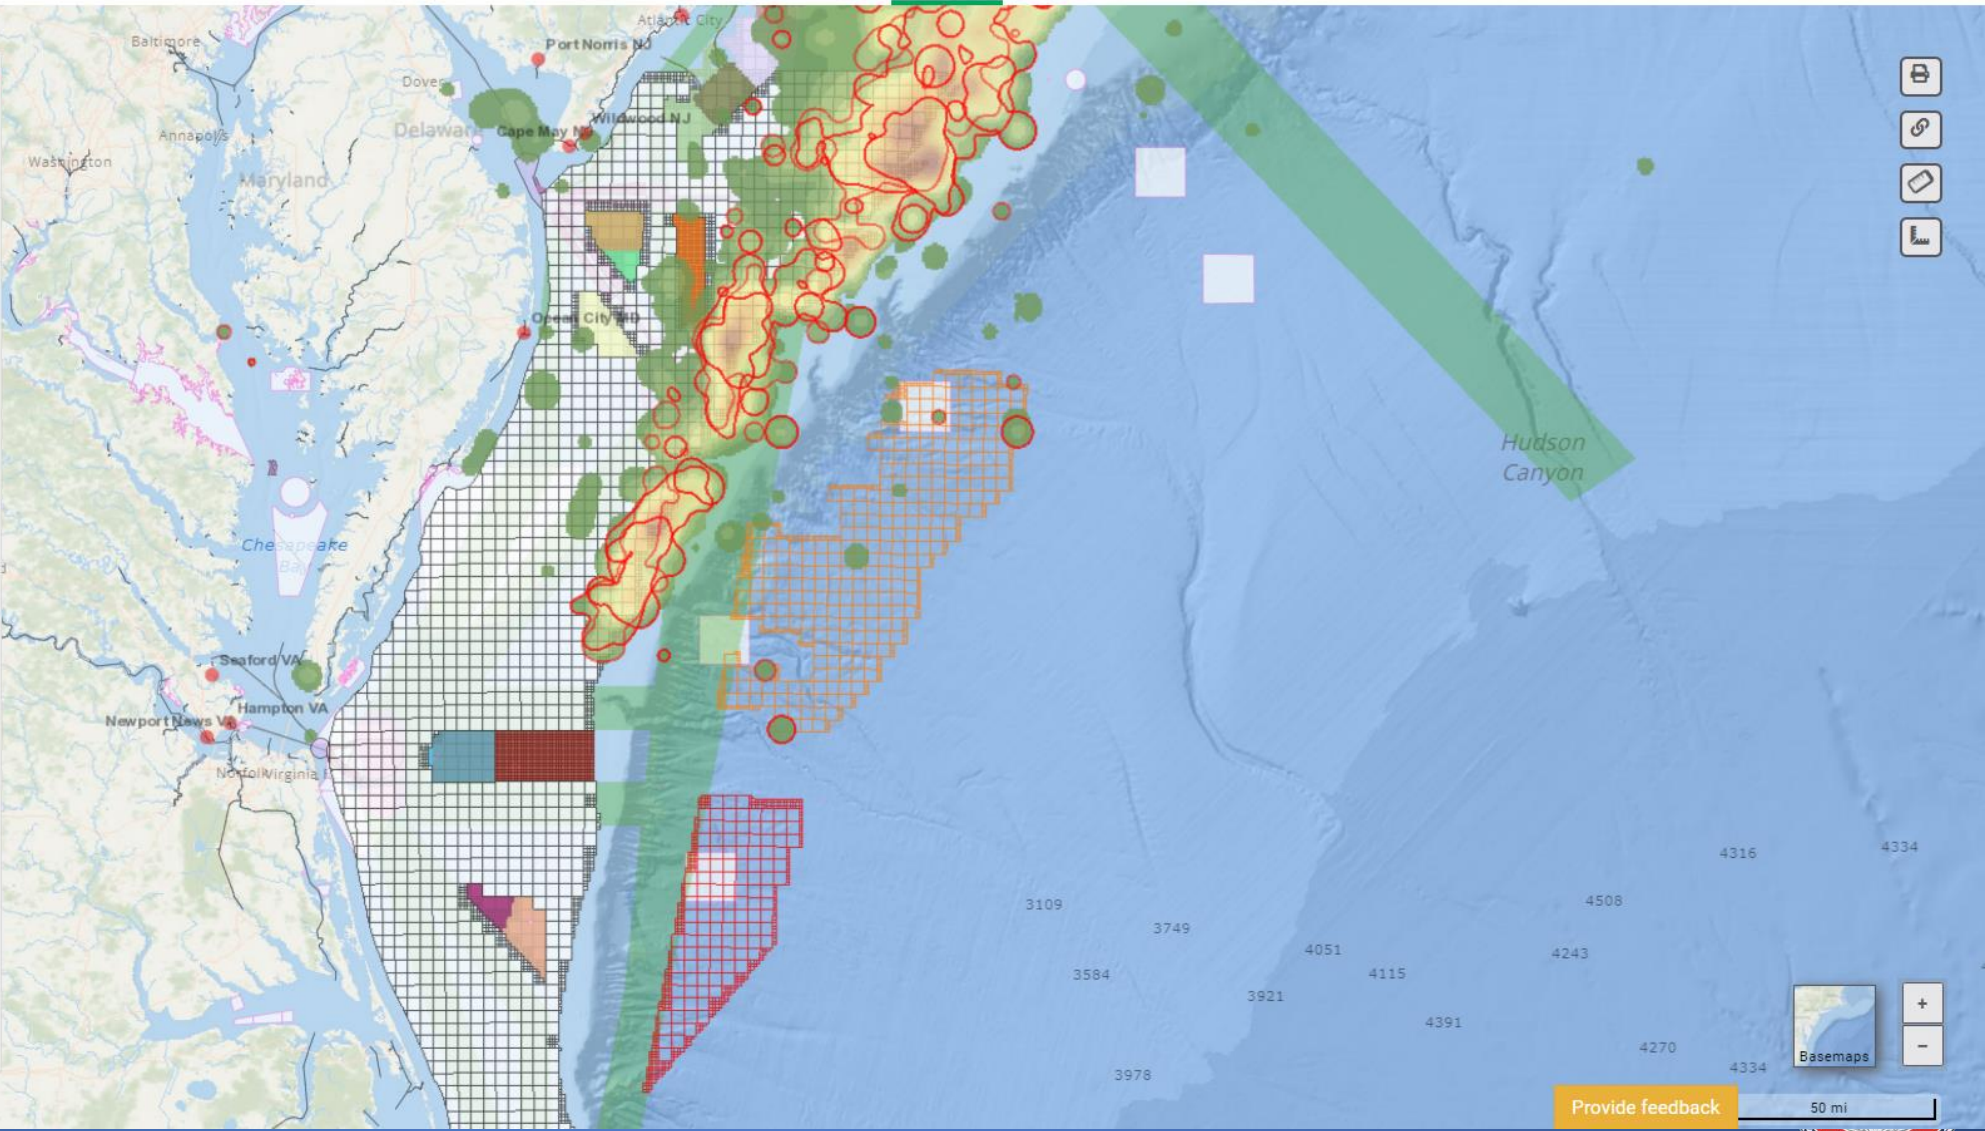 Atlantic City
Baltimore
Port Norris NJ
Dover
Wildwood NJ
Delaware
Cape May NJ
Annapolis
Washington
Maryland
Ocean City MD
Hudson
Canyon
Chesapeake
Bay
Seaford VA
Hampton VA
Newport News VA
Norfolk
Virginia
4316
4334
3109
4508
3749
4051
4243
4115
3584
3921
4391
4270
4334
3978
+
−
Basemaps
Provide feedback
50 mi